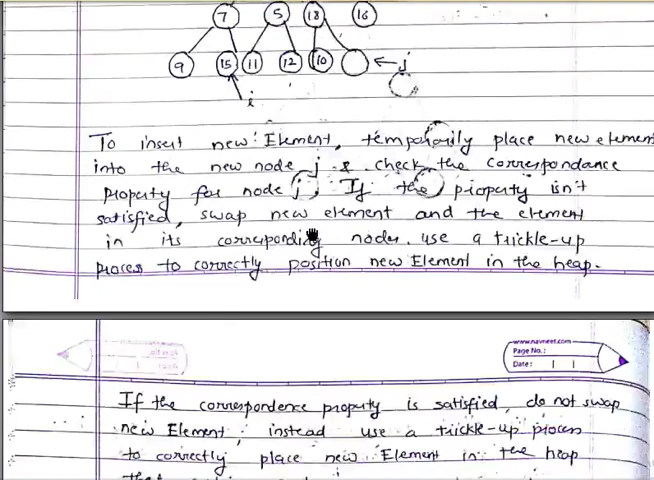 7 5 18 16
9 15 11 12 10 j
i
To insert new Element, temporarily place new element
into the new node j & check the correspondance
property for node j, If the property isn't
satisfied, swap new element and the element
in its corresponding node. use a trickle-up
process to correctly position new Element in the heap.
www.navneet.com
Page No.:
Date:
If the correspondence property is satisfied, do not swap
new Element, instead use a trickle-up process
to correctly place new Element in the heap